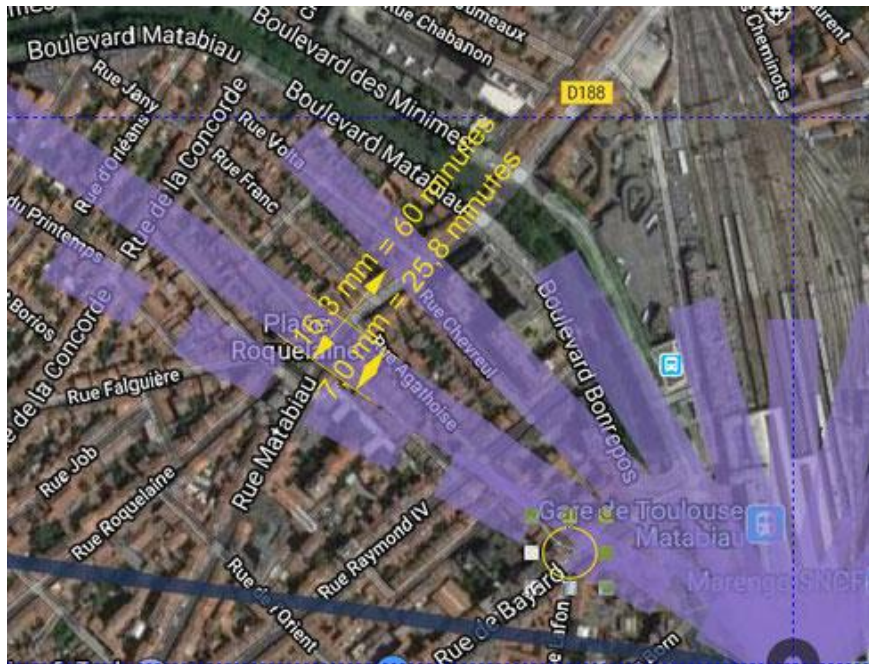 Boulevard Matabiau
Boulevard des Minimes
Rue Chabanon
D188
Rue Jany
Rue d'Orléans
Rue de la Concorde
Rue Volta
Boulevard Matabiau
Rue Franc
du Printemps
16,3 mm = 60 minutes
7,0 mm = 25,8 minutes
Borios
de la Concorde
Place
Roquelaine
Rue Chevreul
Boulevard Bonrepos
Rue Agathoise
Rue Falguière
Rue Matabiau
Rue Job
Rue Roquelaine
Rue Raymond IV
Gare de Toulouse
Matabiau
Marengo SNCF
Rue de Bayard
Rue de l'Orient